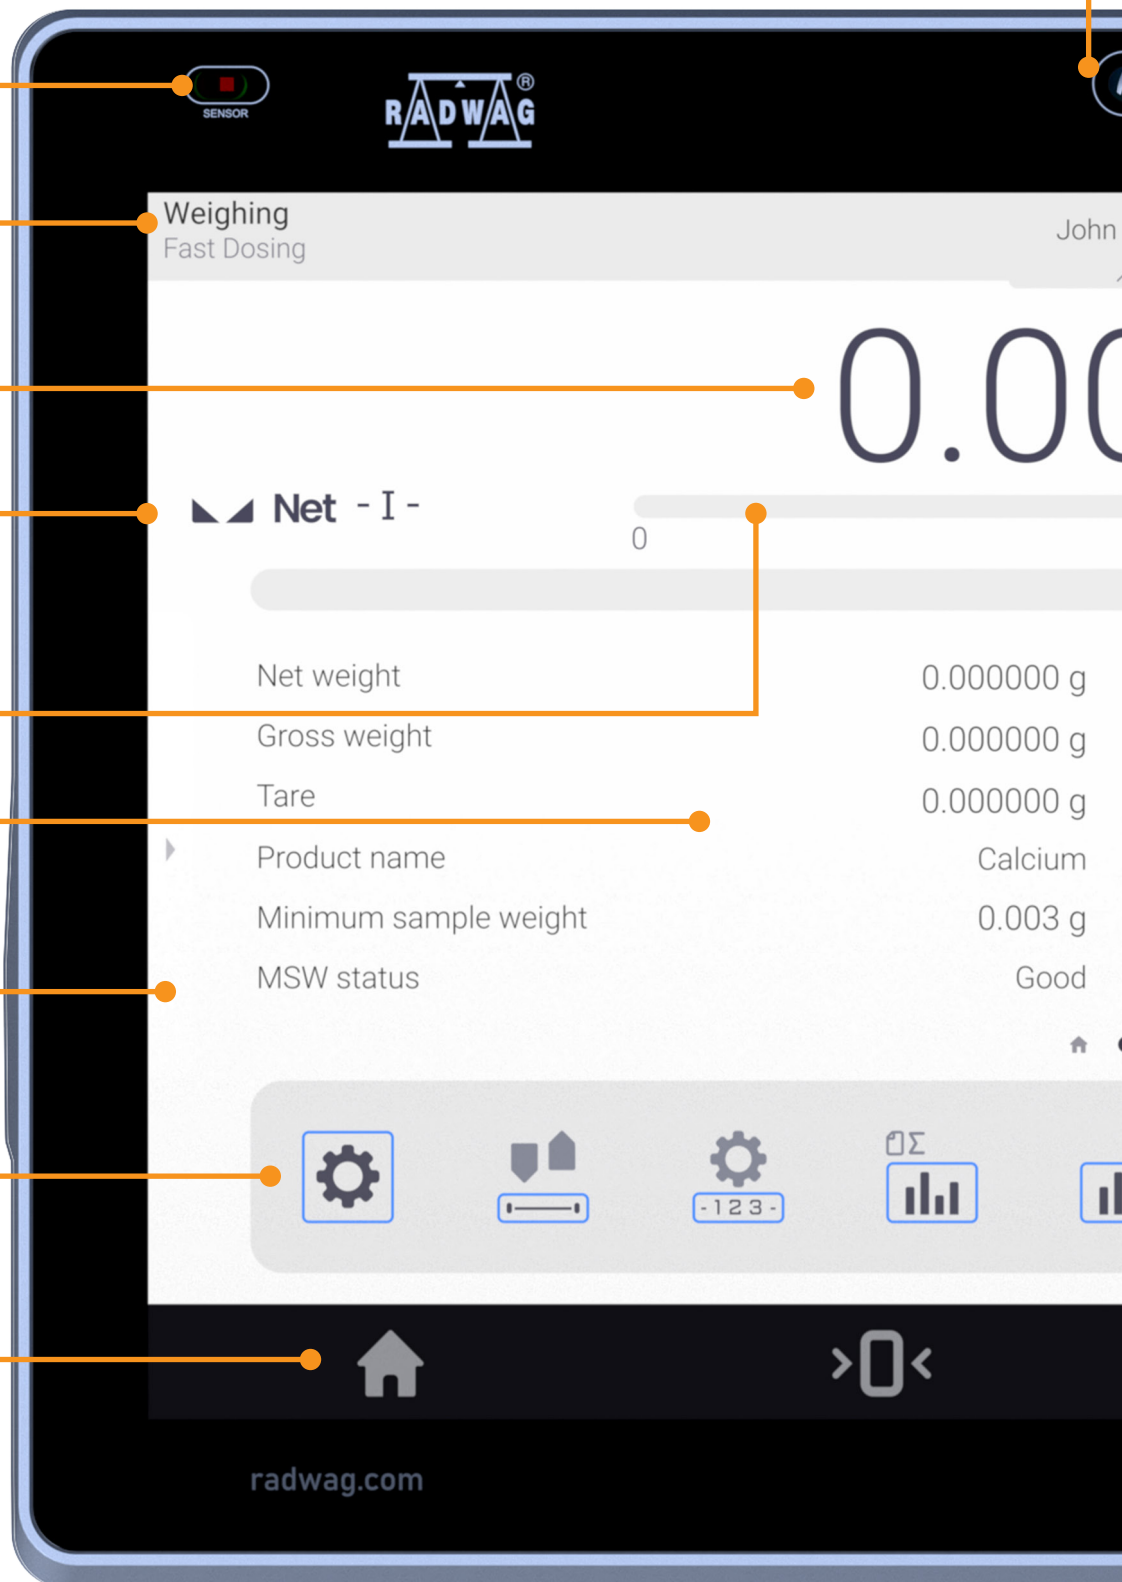 SENSOR
RADWAG®
Weighing
Fast Dosing
John
0.00
Net -I-
0
Net weight 0.000000 g
Gross weight 0.000000 g
Tare 0.000000 g
Product name Calcium
Minimum sample weight 0.003 g
MSW status Good
Σ
-123-
>0<
radwag.com